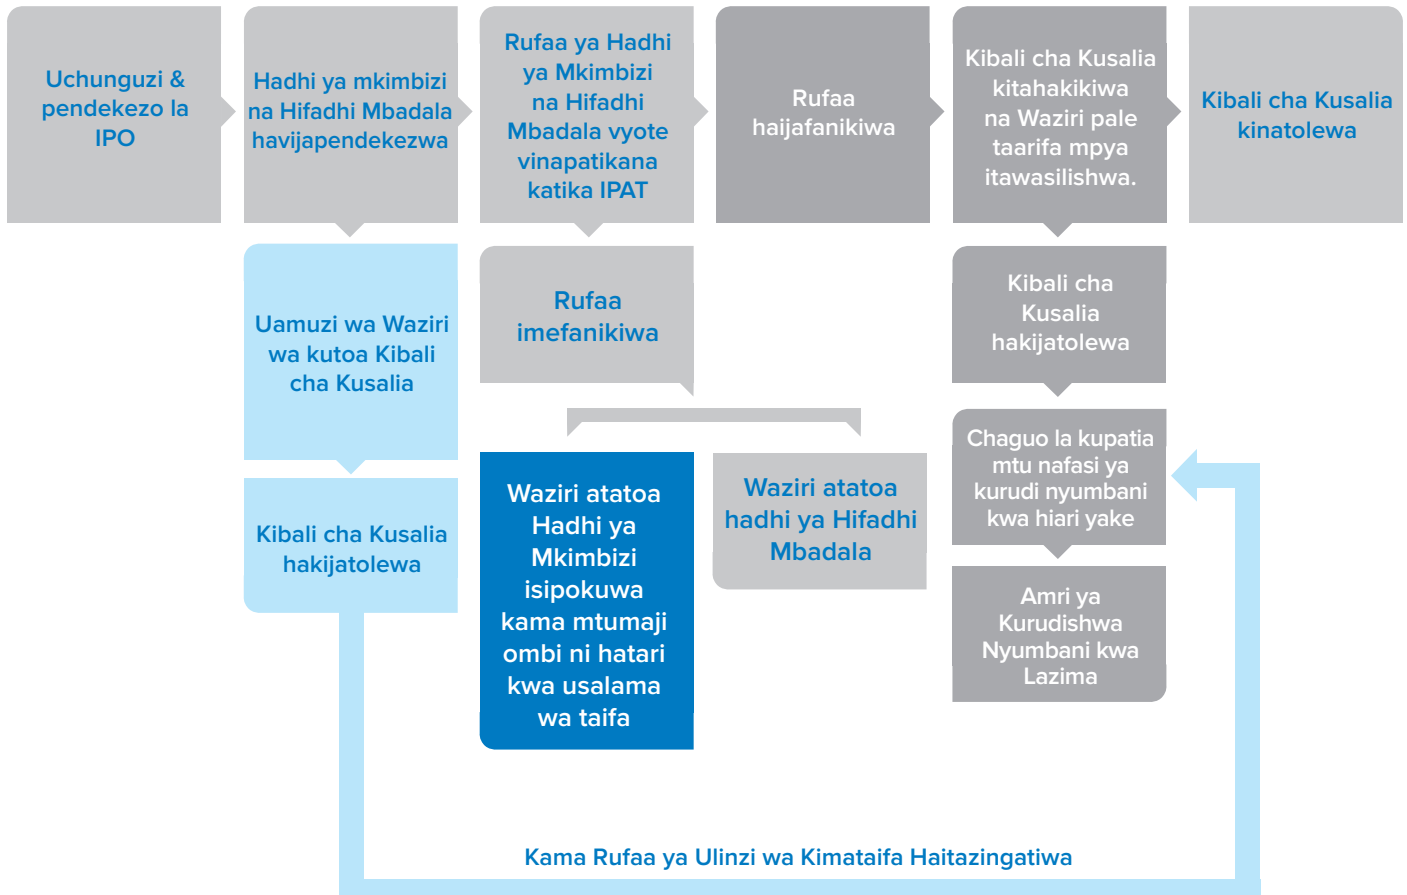 Uchunguzi &
pendekezo la
IPO
Hadhi ya mkimbizi
na Hifadhi Mbadala
havijapendekezwa
Rufaa ya Hadhi
ya Mkimbizi
na Hifadhi
Mbadala vyote
vinapatikana
katika IPAT
Rufaa
haijafanikiwa
Kibali cha Kusalia
kitahakikiwa
na Waziri pale
taarifa mpya
itawasilishwa.
Kibali cha Kusalia
kinatolewa
Uamuzi wa Waziri
wa kutoa Kibali
cha Kusalia
Kibali cha Kusalia
hakijatolewa
Rufaa
imefanikiwa
Waziri atatoa
Hadhi ya
Mkimbizi
isipokuwa
kama mtumaji
ombi ni hatari
kwa usalama
wa taifa
Waziri atatoa
hadhi ya Hifadhi
Mbadala
Kibali cha
Kusalia
hakijatolewa
Chaguo la kupatia
mtu nafasi ya
kurudi nyumbani
kwa hiari yake
Amri ya
Kurudishwa
Nyumbani kwa
Lazima
Kama Rufaa ya Ulinzi wa Kimataifa Haitazingatiwa